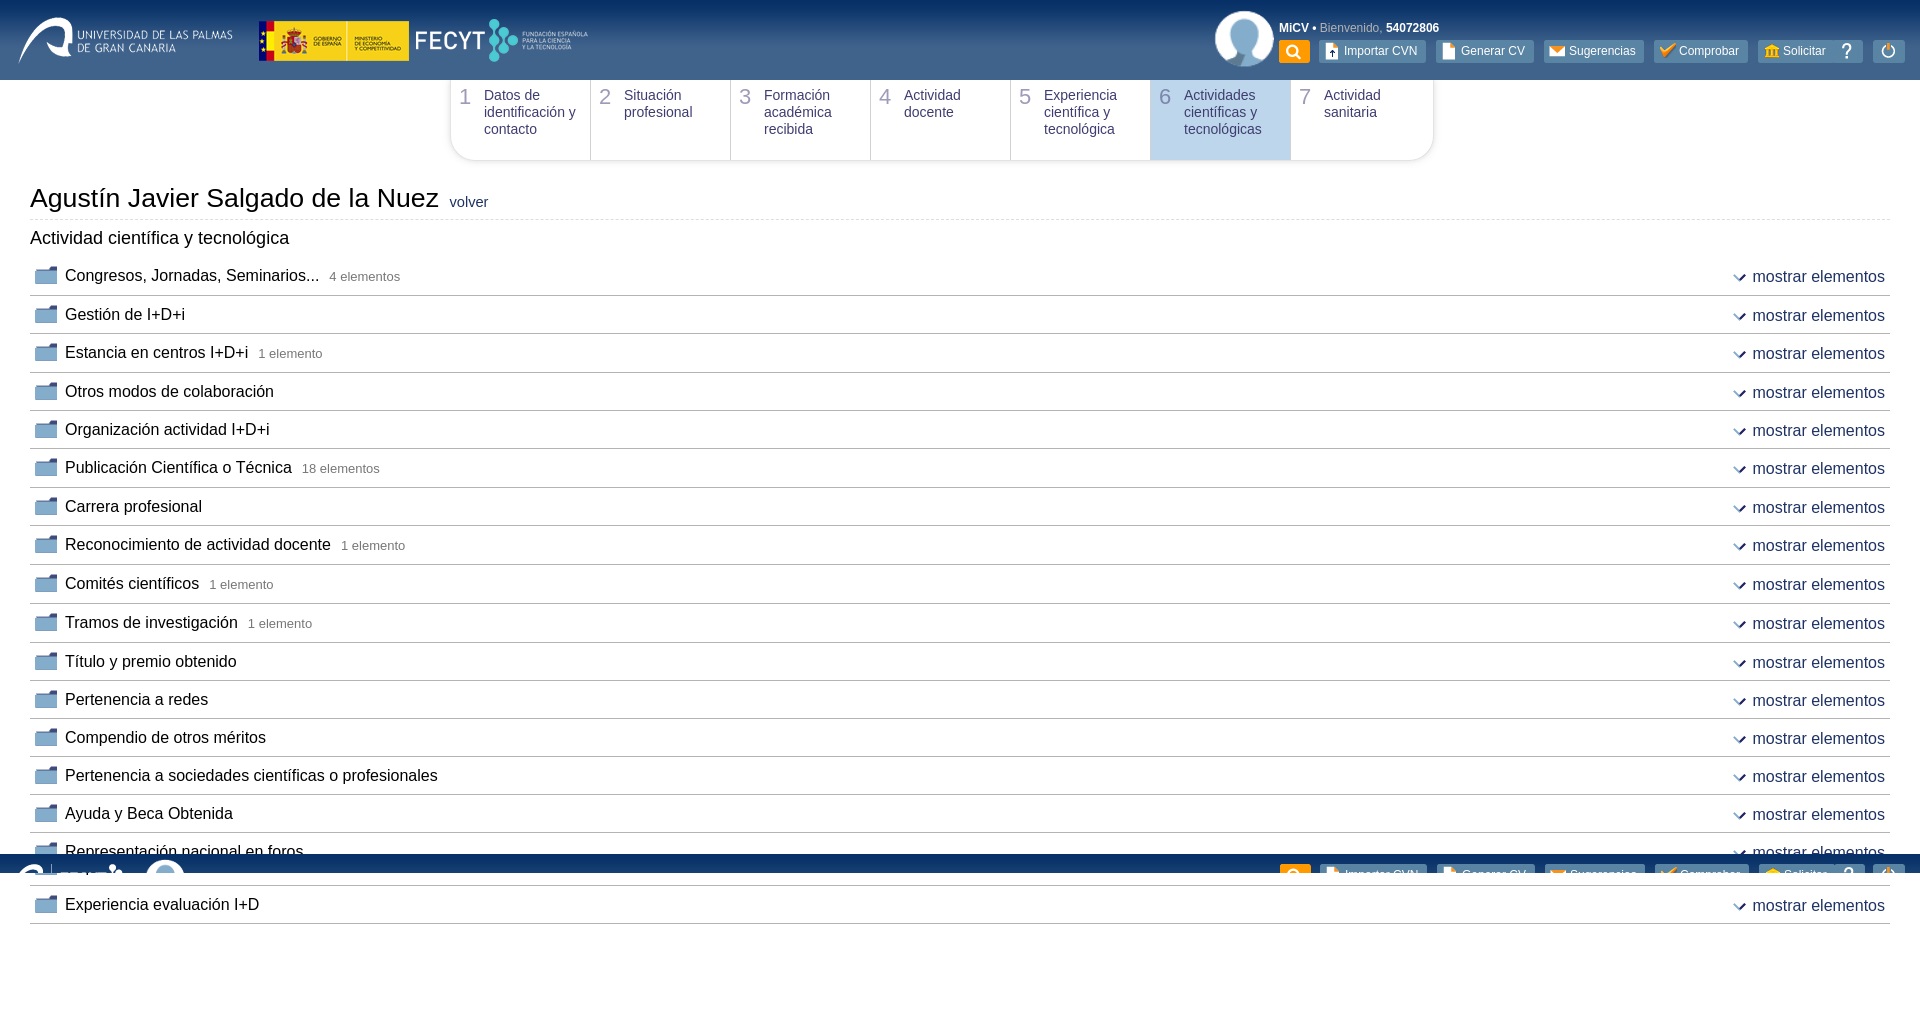 UNIVERSIDAD DE LAS PALMAS
DE GRAN CANARIA
GOBIERNO
DE ESPAÑA
MINISTERIO
DE ECONOMÍA
Y COMPETITIVIDAD
FECYT
FUNDACIÓN ESPAÑOLA
PARA LA CIENCIA
Y LA TECNOLOGÍA
MiCV • Bienvenido, 54072806
Importar CVN
Generar CV
Sugerencias
Comprobar
Solicitar
?
1 Datos de
identificación y
contacto
2 Situación
profesional
3 Formación
académica
recibida
4 Actividad
docente
5 Experiencia
científica y
tecnológica
6 Actividades
científicas y
tecnológicas
7 Actividad
sanitaria
Agustín Javier Salgado de la Nuez volver
Actividad científica y tecnológica
Congresos, Jornadas, Seminarios... 4 elementos mostrar elementos
Gestión de I+D+i mostrar elementos
Estancia en centros I+D+i 1 elemento mostrar elementos
Otros modos de colaboración mostrar elementos
Organización actividad I+D+i mostrar elementos
Publicación Científica o Técnica 18 elementos mostrar elementos
Carrera profesional mostrar elementos
Reconocimiento de actividad docente 1 elemento mostrar elementos
Comités científicos 1 elemento mostrar elementos
Tramos de investigación 1 elemento mostrar elementos
Título y premio obtenido mostrar elementos
Pertenencia a redes mostrar elementos
Compendio de otros méritos mostrar elementos
Pertenencia a sociedades científicas o profesionales mostrar elementos
Ayuda y Beca Obtenida mostrar elementos
Representación nacional en foros mostrar elementos
Importar CVN
Generar CV
Sugerencias
Comprobar
Solicitar
?
Experiencia evaluación I+D mostrar elementos